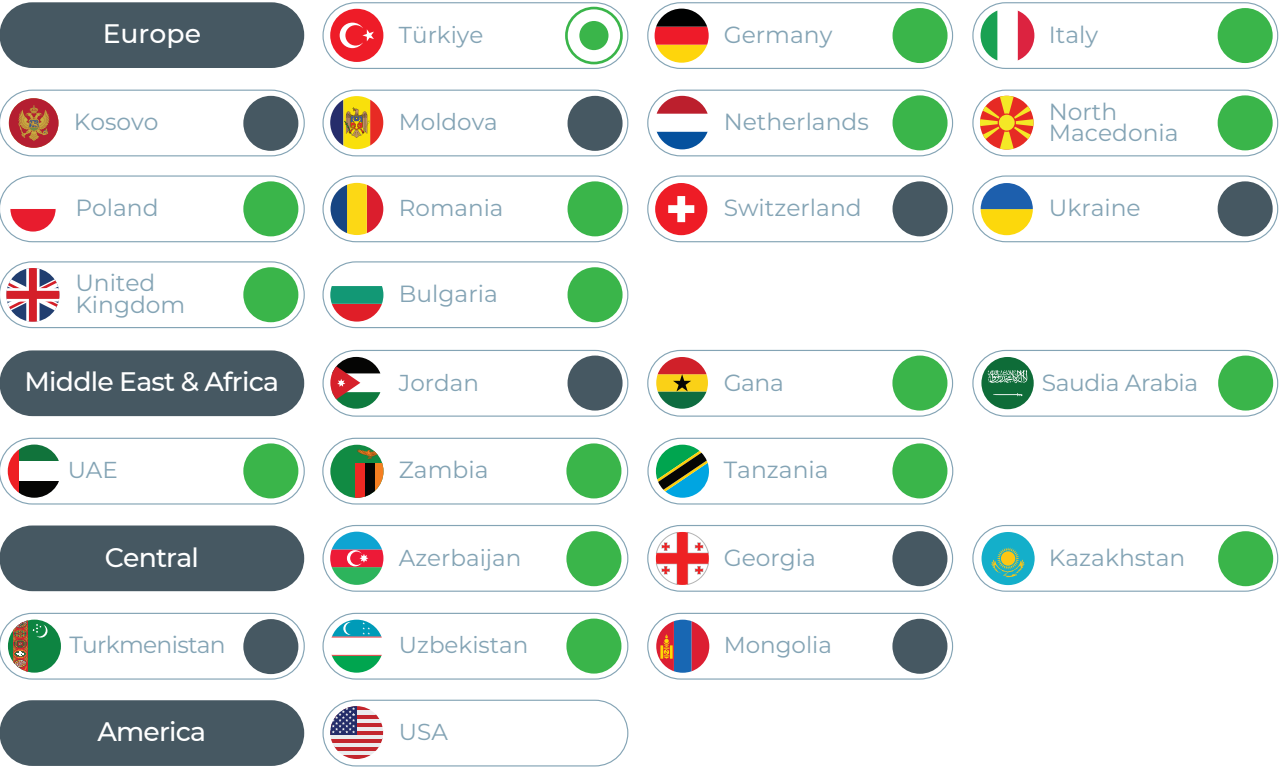 Europe
Türkiye
Germany
Italy
Kosovo
Moldova
Netherlands
North
Macedonia
Poland
Romania
Switzerland
Ukraine
United
Kingdom
Bulgaria
Middle East & Africa
Jordan
Gana
Saudia Arabia
UAE
Zambia
Tanzania
Central
Azerbaijan
Georgia
Kazakhstan
Turkmenistan
Uzbekistan
Mongolia
America
USA